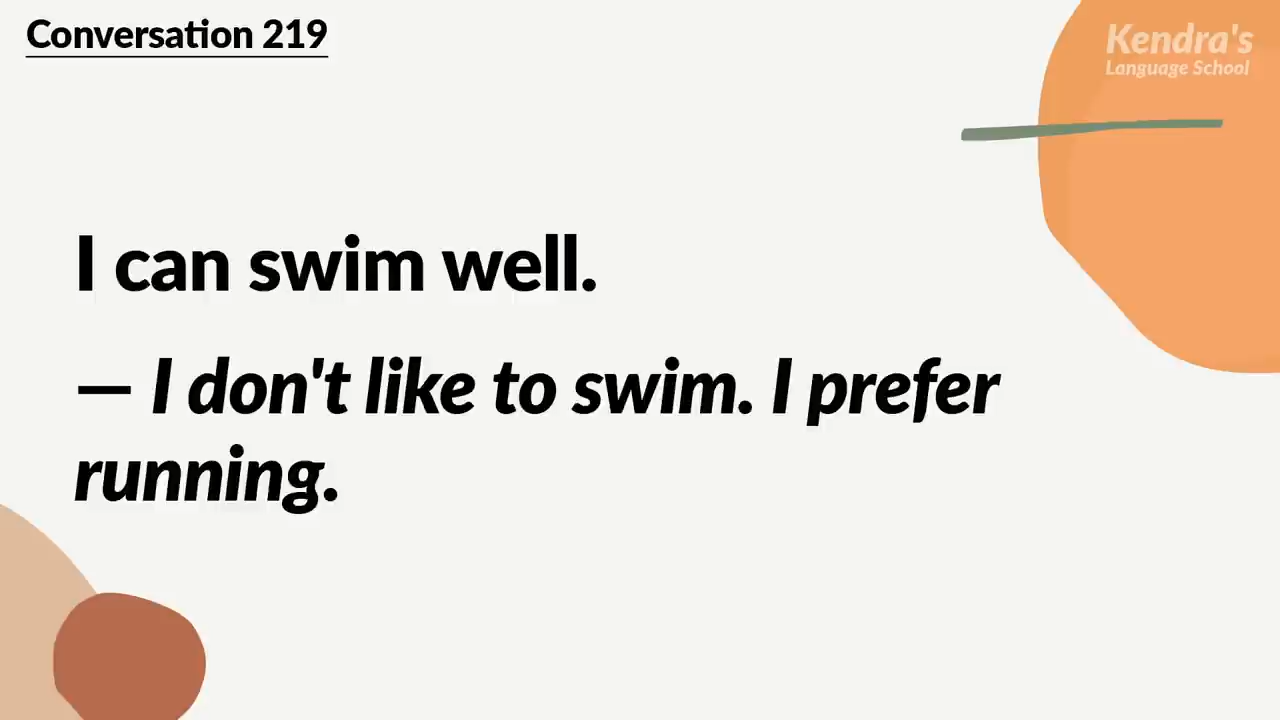 Conversation 219
Kendra's
Language School
I can swim well.
— I don't like to swim. I prefer
running.